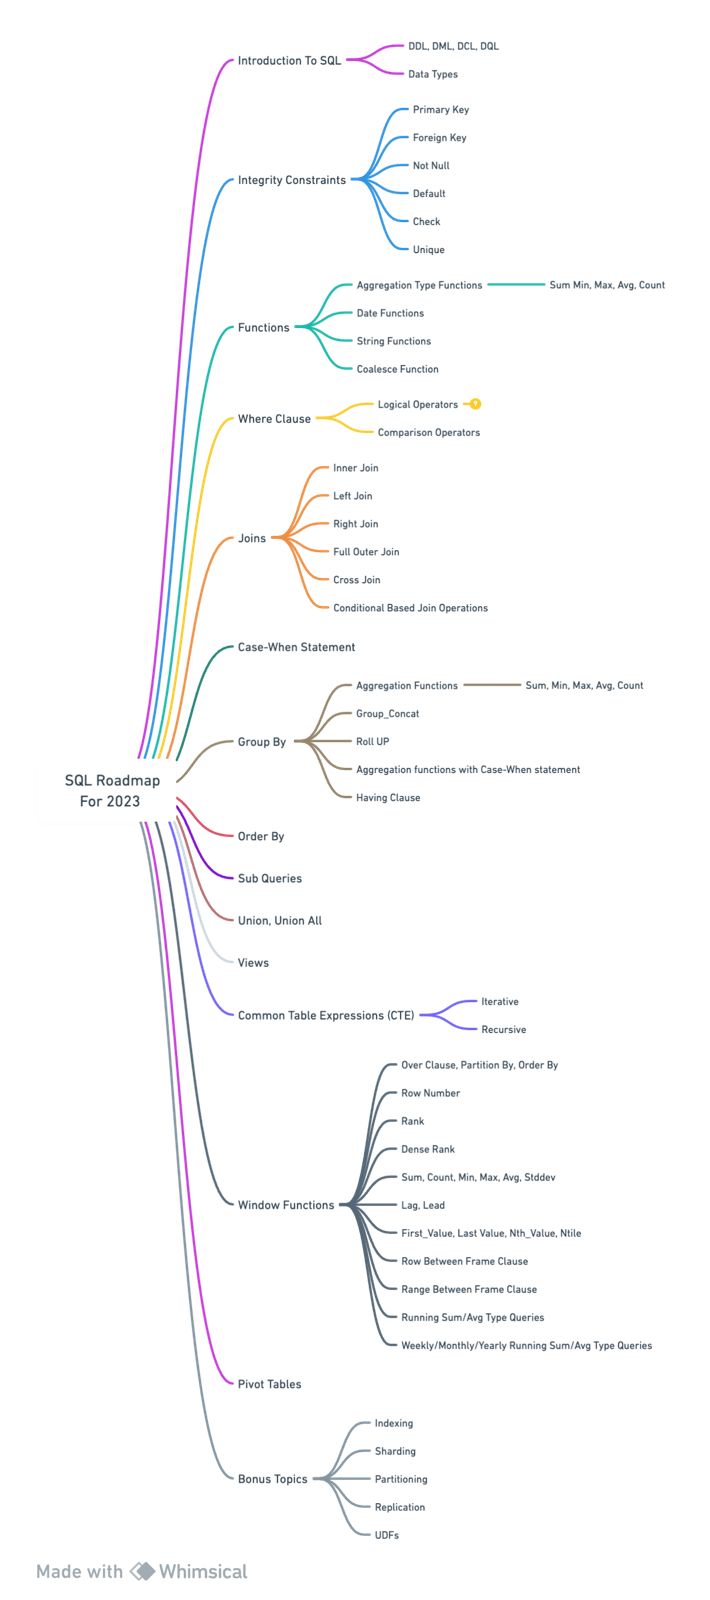 Introduction To SQL
DDL, DML, DCL, DQL
Data Types
Integrity Constraints
Primary Key
Foreign Key
Not Null
Default
Check
Unique
Functions
Aggregation Type Functions
Sum Min, Max, Avg, Count
Date Functions
String Functions
Coalesce Function
Where Clause
Logical Operators
Comparison Operators
Joins
Inner Join
Left Join
Right Join
Full Outer Join
Cross Join
Conditional Based Join Operations
Case-When Statement
Group By
Aggregation Functions
Sum, Min, Max, Avg, Count
Group_Concat
Roll UP
Aggregation functions with Case-When statement
Having Clause
SQL Roadmap
For 2023
Order By
Sub Queries
Union, Union All
Views
Common Table Expressions (CTE)
Iterative
Recursive
Window Functions
Over Clause, Partition By, Order By
Row Number
Rank
Dense Rank
Sum, Count, Min, Max, Avg, Stddev
Lag, Lead
First_Value, Last Value, Nth_Value, Ntile
Row Between Frame Clause
Range Between Frame Clause
Running Sum/Avg Type Queries
Weekly/Monthly/Yearly Running Sum/Avg Type Queries
Pivot Tables
Bonus Topics
Indexing
Sharding
Partitioning
Replication
UDFs
Made with Whimsical